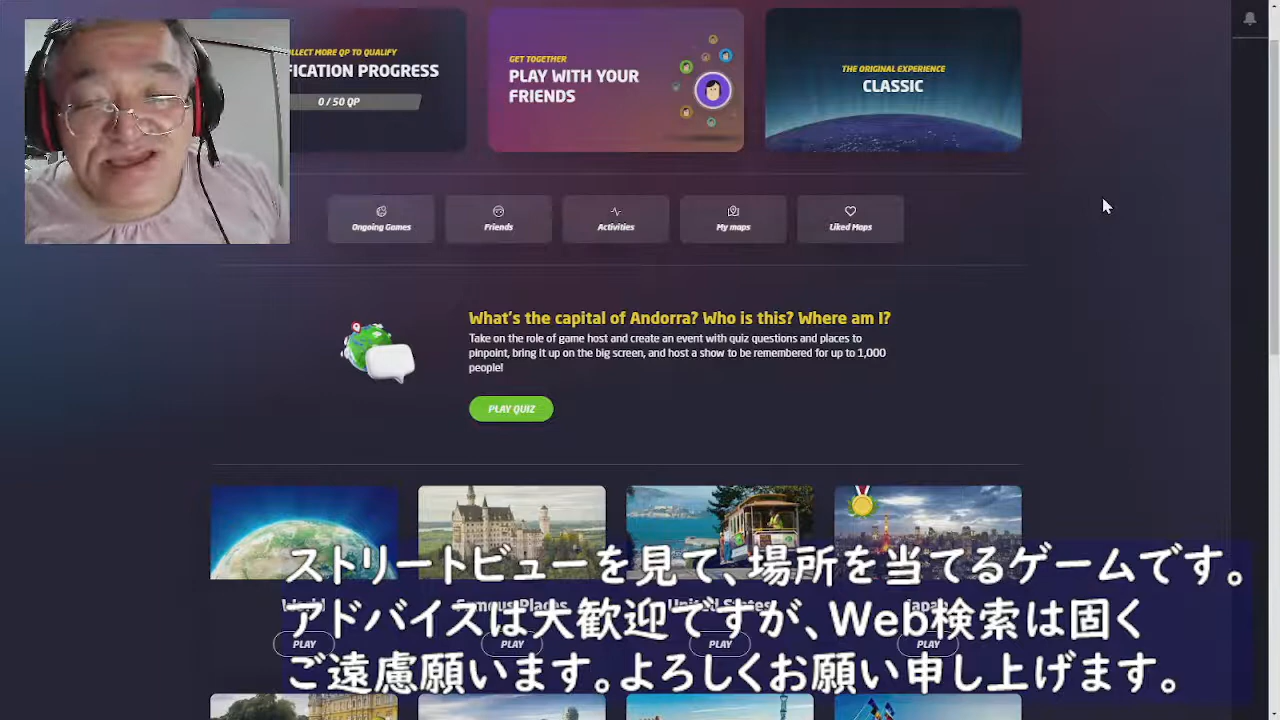 LLECT MORE QP TO QUALIFY
FICATION PROGRESS
0 / 50 QP
GET TOGETHER
PLAY WITH YOUR
FRIENDS
THE ORIGINAL EXPERIENCE
CLASSIC
Ongoing Games
Friends
Activities
My maps
Liked Maps
What's the capital of Andorra? Who is this? Where am I?
Take on the role of game host and create an event with quiz questions and places to
pinpoint, bring it up on the big screen, and host a show to be remembered for up to 1,000
people!
PLAY QUIZ
ストリートビューを見て、場所を当てるゲームです。
World
Famous Places
United States
Japan
アドバイスは大歓迎ですが、Web検索は固く
PLAY
PLAY
PLAY
PLAY
ご遠慮願います。よろしくお願い申し上げます。